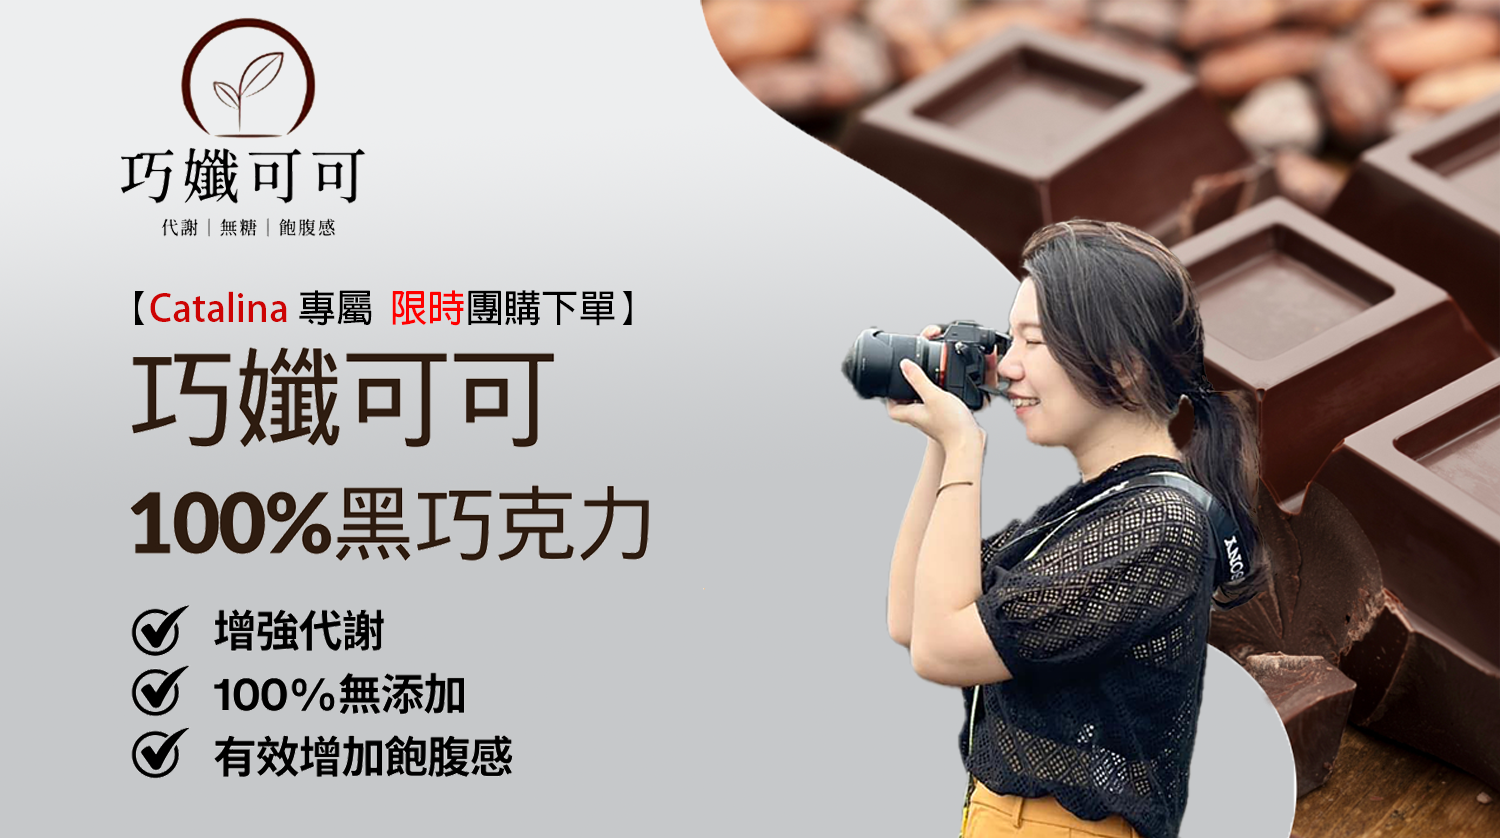 巧孅可可
代謝｜無糖｜飽腹感
【Catalina 專屬 限時團購下單】
巧孅可可
100%黑巧克力
增強代謝
100%無添加
有效增加飽腹感
SONY